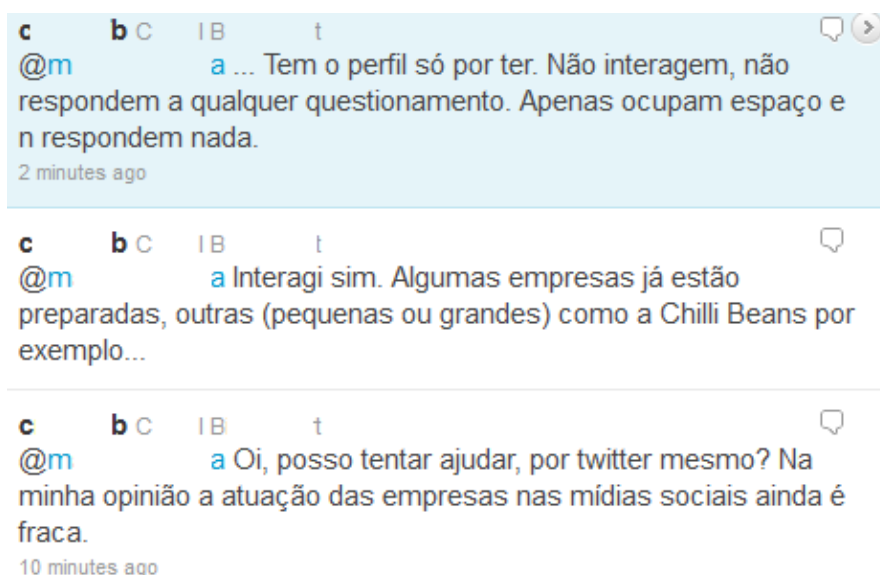 c b C I B t
@m a ... Tem o perfil só por ter. Não interagem, não
respondem a qualquer questionamento. Apenas ocupam espaço e
n respondem nada.
2 minutes ago
c b C I B t
@m a Interagi sim. Algumas empresas já estão
preparadas, outras (pequenas ou grandes) como a Chilli Beans por
exemplo...
c b C I B t
@m a Oi, posso tentar ajudar, por twitter mesmo? Na
minha opinião a atuação das empresas nas mídias sociais ainda é
fraca.
10 minutes ago